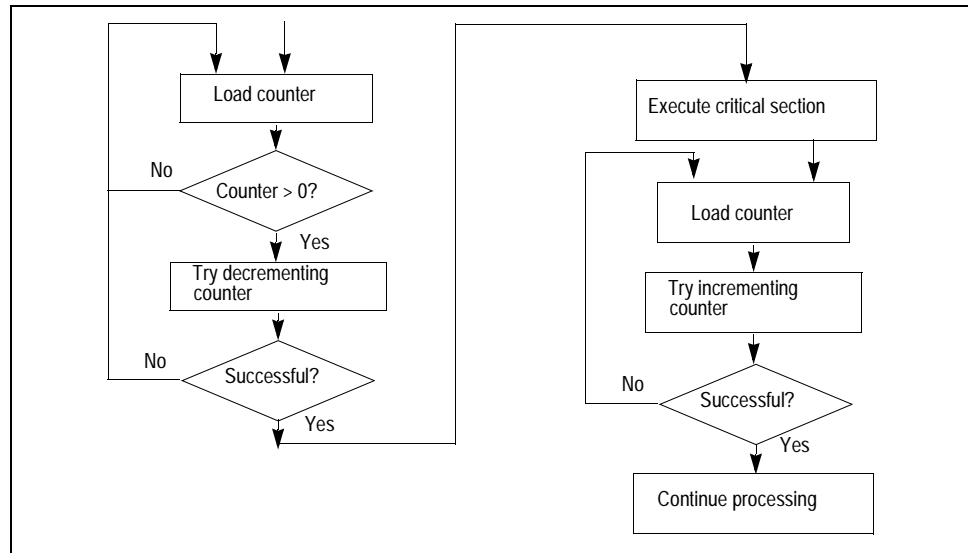 Load counter
No
Counter > 0?
Yes
Try decrementing
counter
No
Successful?
Yes
Execute critical section
Load counter
Try incrementing
counter
No
Successful?
Yes
Continue processing